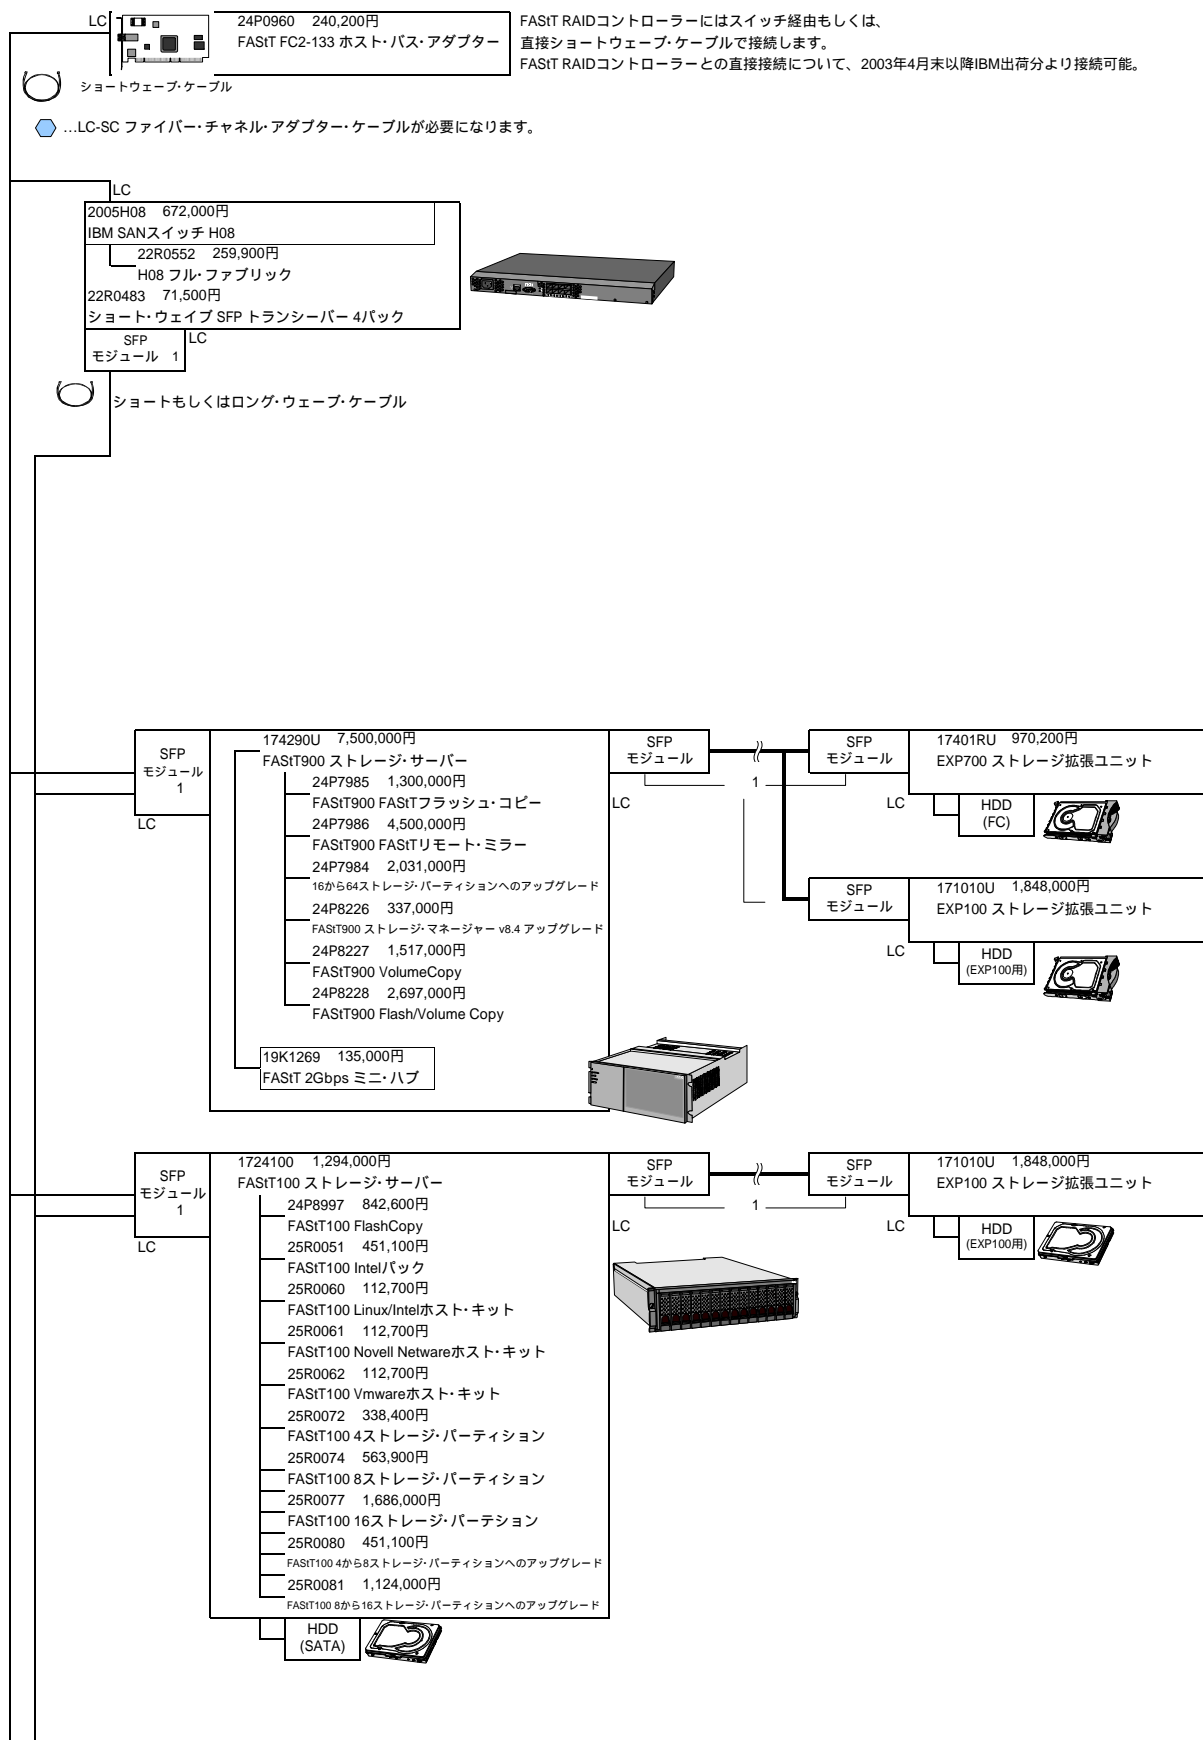 LC
24P0960 240,200円
FAStT FC2-133 ホスト・バス・アダプター
FAStT RAIDコントローラーにはスイッチ経由もしくは、
直接ショートウェーブ・ケーブルで接続します。
FAStT RAIDコントローラーとの直接接続について、2003年4月末以降IBM出荷分より接続可能。
ショートウェーブ・ケーブル
…LC-SC ファイバー・チャネル・アダプター・ケーブルが必要になります。
LC
2005H08 672,000円
IBM SANスイッチ H08
22R0552 259,900円
H08 フル・ファブリック
22R0483 71,500円
ショート・ウェイブ SFP トランシーバー 4パック
SFP
モジュール 1
LC
ショートもしくはロング・ウェーブ・ケーブル
SFP
モジュール
1
LC
174290U 7,500,000円
FAStT900 ストレージ・サーバー
24P7985 1,300,000円
FAStT900 FAStTフラッシュ・コピー
24P7986 4,500,000円
FAStT900 FAStTリモート・ミラー
24P7984 2,031,000円
16から64ストレージ・パーティションへのアップグレード
24P8226 337,000円
FAStT900 ストレージ・マネージャー v8.4 アップグレード
24P8227 1,517,000円
FAStT900 VolumeCopy
24P8228 2,697,000円
FAStT900 Flash/Volume Copy
19K1269 135,000円
FAStT 2Gbps ミニ・ハブ
SFP
モジュール
LC
1
SFP
モジュール
LC
17401RU 970,200円
EXP700 ストレージ拡張ユニット
HDD
(FC)
SFP
モジュール
LC
171010U 1,848,000円
EXP100 ストレージ拡張ユニット
HDD
(EXP100用)
SFP
モジュール
1
LC
1724100 1,294,000円
FAStT100 ストレージ・サーバー
24P8997 842,600円
FAStT100 FlashCopy
25R0051 451,100円
FAStT100 Intelパック
25R0060 112,700円
FAStT100 Linux/Intelホスト・キット
25R0061 112,700円
FAStT100 Novell Netwareホスト・キット
25R0062 112,700円
FAStT100 Vmwareホスト・キット
25R0072 338,400円
FAStT100 4ストレージ・パーティション
25R0074 563,900円
FAStT100 8ストレージ・パーティション
25R0077 1,686,000円
FAStT100 16ストレージ・パーテション
25R0080 451,100円
FAStT100 4から8ストレージ・パーティションへのアップグレード
25R0081 1,124,000円
FAStT100 8から16ストレージ・パーティションへのアップグレード
HDD
(SATA)
SFP
モジュール
LC
1
SFP
モジュール
LC
171010U 1,848,000円
EXP100 ストレージ拡張ユニット
HDD
(EXP100用)